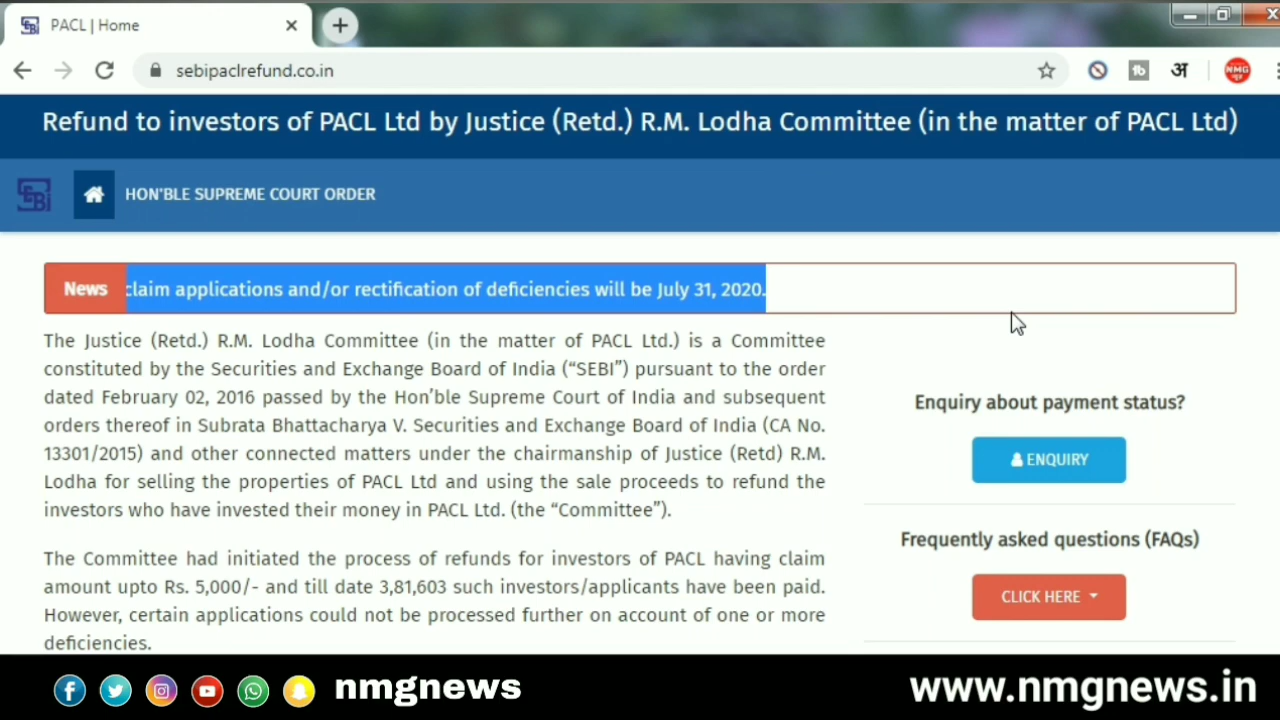 PACL | Home
sebipaclrefund.co.in
अ
Refund to investors of PACL Ltd by Justice (Retd.) R.M. Lodha Committee (in the matter of PACL Ltd)
SEBI
HON'BLE SUPREME COURT ORDER
News claim applications and/or rectification of deficiencies will be July 31, 2020.
The Justice (Retd.) R.M. Lodha Committee (in the matter of PACL Ltd.) is a Committee
constituted by the Securities and Exchange Board of India (“SEBI”) pursuant to the order
dated February 02, 2016 passed by the Hon’ble Supreme Court of India and subsequent
orders thereof in Subrata Bhattacharya V. Securities and Exchange Board of India (CA No.
13301/2015) and other connected matters under the chairmanship of Justice (Retd) R.M.
Lodha for selling the properties of PACL Ltd and using the sale proceeds to refund the
investors who have invested their money in PACL Ltd. (the “Committee”).
The Committee had initiated the process of refunds for investors of PACL having claim
amount upto Rs. 5,000/- and till date 3,81,603 such investors/applicants have been paid.
However, certain applications could not be processed further on account of one or more
deficiencies.
Enquiry about payment status?
ENQUIRY
Frequently asked questions (FAQs)
CLICK HERE
nmgnews
www.nmgnews.in